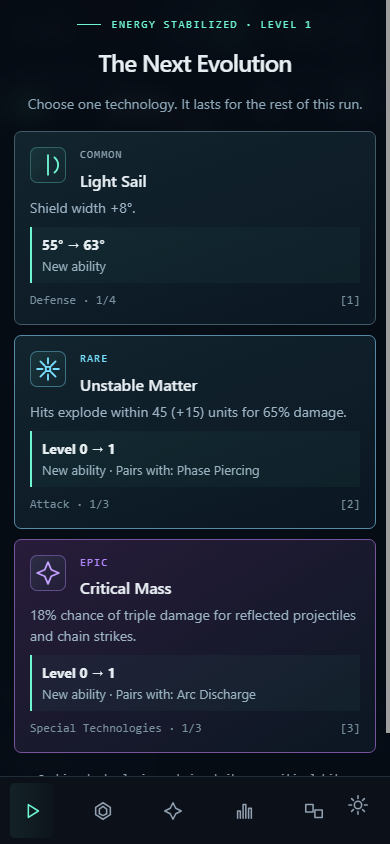 ENERGY STABILIZED · LEVEL 1
The Next Evolution
Choose one technology. It lasts for the rest of this run.
COMMON
Light Sail
Shield width +8°.
55° → 63°
New ability
Defense · 1/4
[1]
RARE
Unstable Matter
Hits explode within 45 (+15) units for 65% damage.
Level 0 → 1
New ability · Pairs with: Phase Piercing
Attack · 1/3
[2]
EPIC
Critical Mass
18% chance of triple damage for reflected projectiles
and chain strikes.
Level 0 → 1
New ability · Pairs with: Arc Discharge
Special Technologies · 1/3
[3]